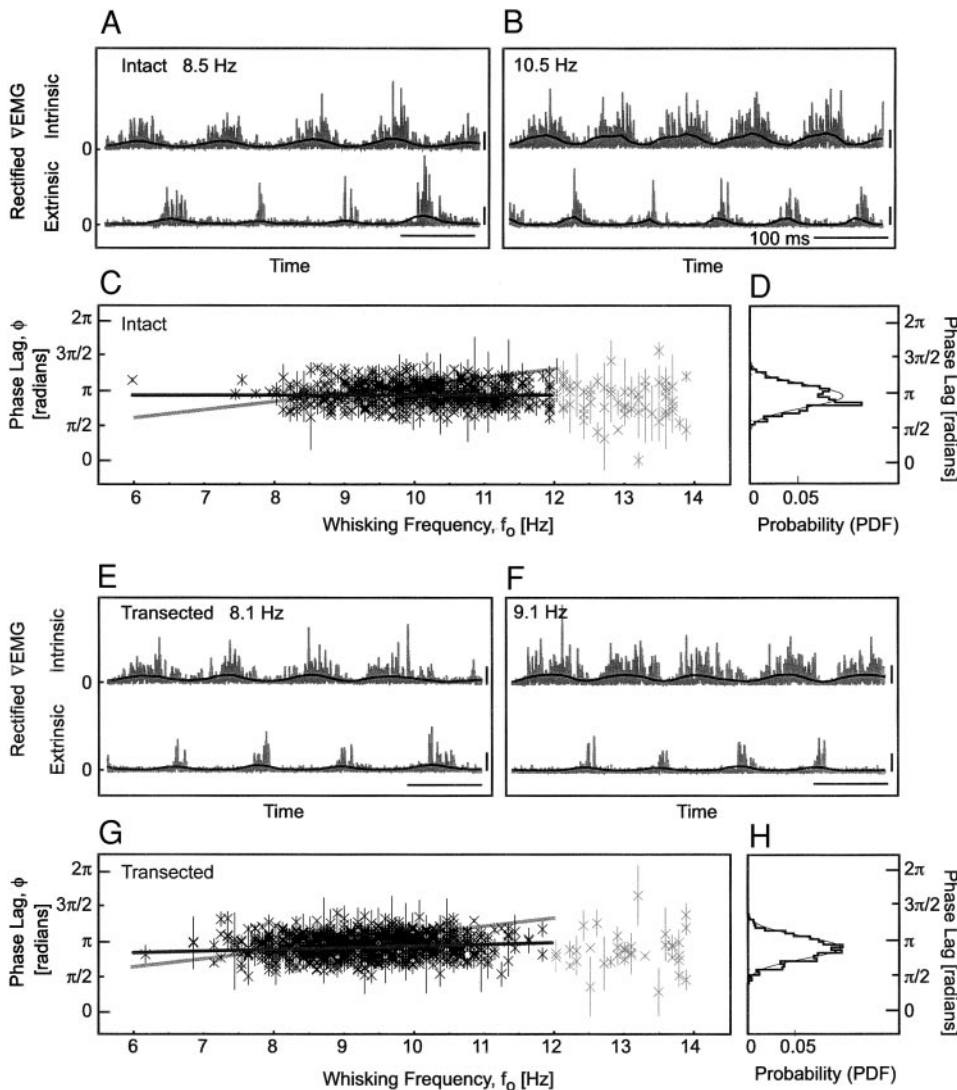 A
B
Rectified ∇EMG
Intrinsic
Extrinsic
Intact 8.5 Hz
10.5 Hz
0
0
100 ms
Time
Time
C
D
Phase Lag, ϕ
[radians]
Intact
2π
3π/2
π
π/2
0
6 7 8 9 10 11 12 13 14
Whisking Frequency, fo [Hz]
2π
3π/2
π
π/2
0
Phase Lag [radians]
0 0.05
Probability (PDF)
E
F
Rectified ∇EMG
Intrinsic
Extrinsic
Transected 8.1 Hz
9.1 Hz
0
0
Time
Time
G
H
Phase Lag, ϕ
[radians]
Transected
2π
3π/2
π
π/2
0
6 7 8 9 10 11 12 13 14
Whisking Frequency, fo [Hz]
2π
3π/2
π
π/2
0
Phase Lag [radians]
0 0.05
Probability (PDF)